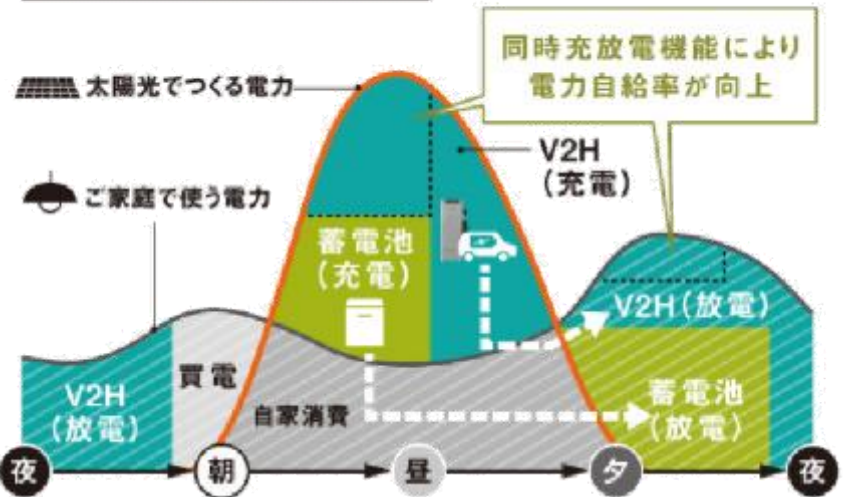 同時充放電機能により
電力自給率が向上
太陽光でつくる電力
V2H
(充電)
ご家庭で使う電力
蓄電池
(充電)
V2H(放電)
買電
V2H
(放電)
自家消費
蓄電池
(放電)
夜
朝
昼
夕
夜